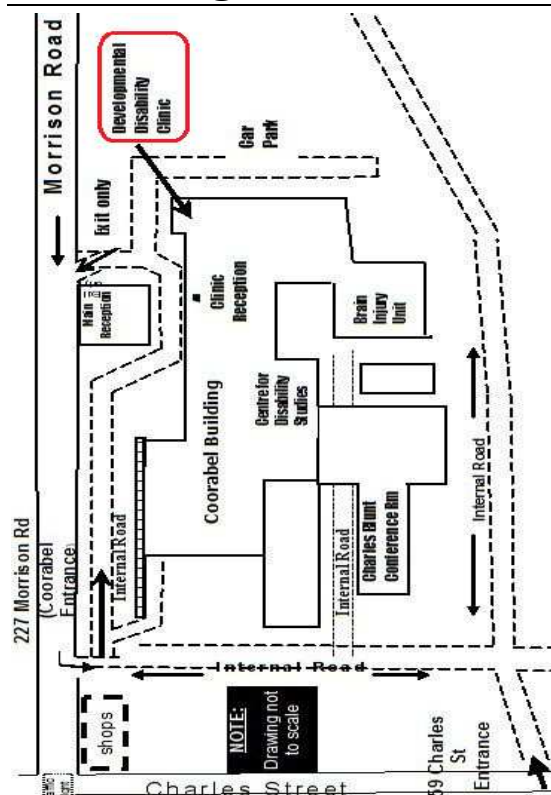 Morrison Road
Developmental
Disability
Clinic
Exit only
Car
Park
Main
Reception
Clinic
Reception
Brain
Injury
Unit
Centre for
Disability
Studies
Coorabel Building
227 Morrison Rd
(Coorabel
Entrance
Internal Road
Internal Road
Charles Blunt
Conference Rm
Internal Road
Internal Road
shops
NOTE:
Drawing not
to scale
59 Charles
St
Entrance
Charles Street